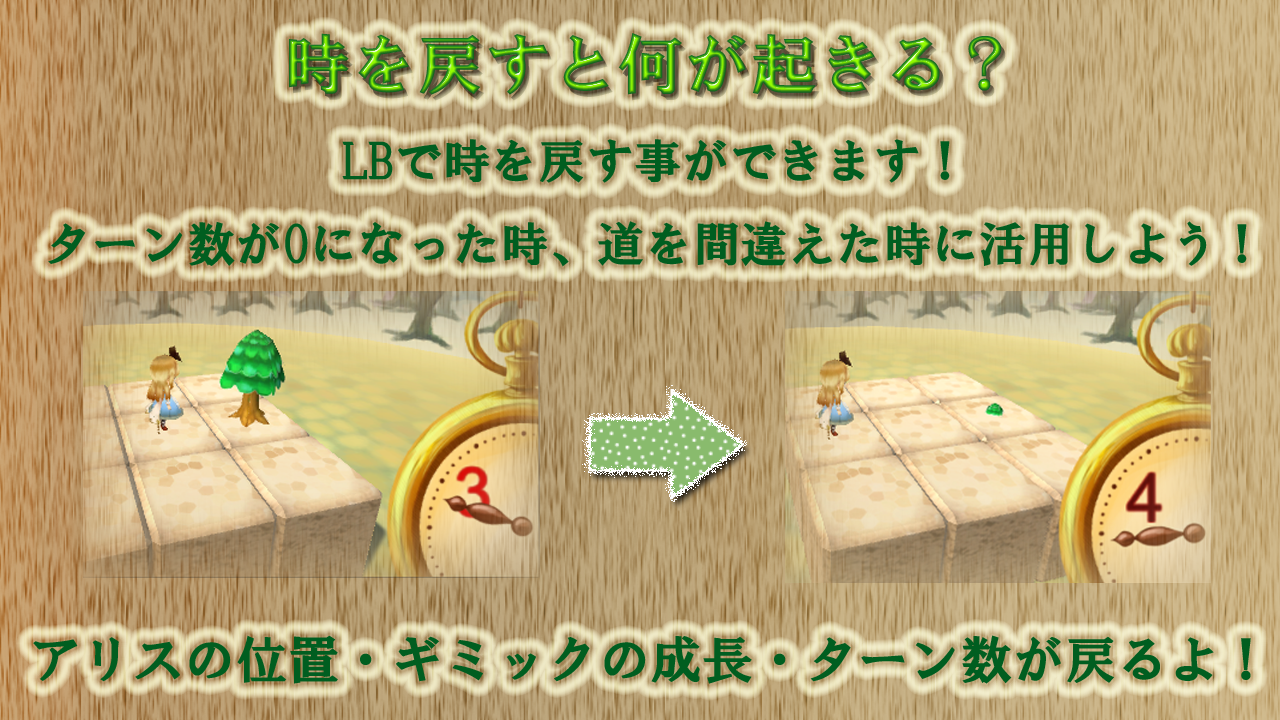 時を戻すと何が起きる？
LBで時を戻す事ができます！
ターン数が0になった時、道を間違えた時に活用しよう！
3
4
アリスの位置・ギミックの成長・ターン数が戻るよ！